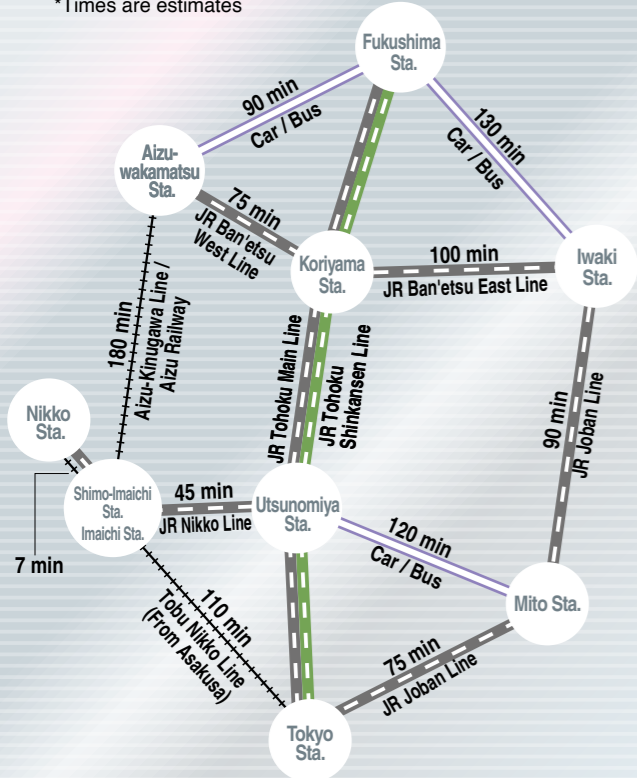 *Times are estimates
Fukushima
Sta.
90 min
Car / Bus
130 min
Car / Bus
Aizu-
wakamatsu
Sta.
75 min
JR Ban'etsu
West Line
Koriyama
Sta.
100 min
JR Ban'etsu East Line
Iwaki
Sta.
180 min
Aizu-Kinugawa Line /
Aizu Railway
JR Tohoku Main Line
JR Tohoku
Shinkansen Line
90 min
JR Joban Line
Nikko
Sta.
7 min
Shimo-Imaichi
Sta.
Imaichi Sta.
45 min
JR Nikko Line
Utsunomiya
Sta.
120 min
Car / Bus
Mito Sta.
110 min
Tobu Nikko Line
(From Asakusa)
75 min
JR Joban Line
Tokyo
Sta.